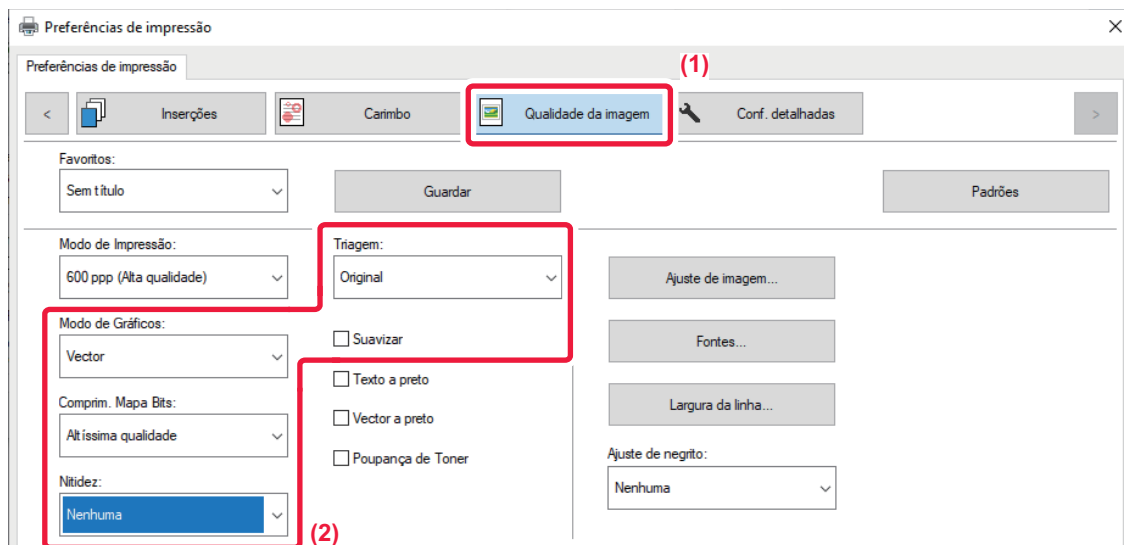 Preferências de impressão
Preferências de impressão
(1)
< Inserções Carimbo Qualidade da imagem Conf. detalhadas >
Favoritos:
Sem título Guardar Padrões
Modo de Impressão: Triagem:
600 ppp (Alta qualidade) Original Ajuste de imagem...
Modo de Gráficos:
Vector Suavizar Fontes...
Texto a preto
Comprim. Mapa Bits: Largura da linha...
Altíssima qualidade Vector a preto
Poupança de Toner Ajuste de negrito:
Nitidez: Nenhuma
Nenhuma
(2)